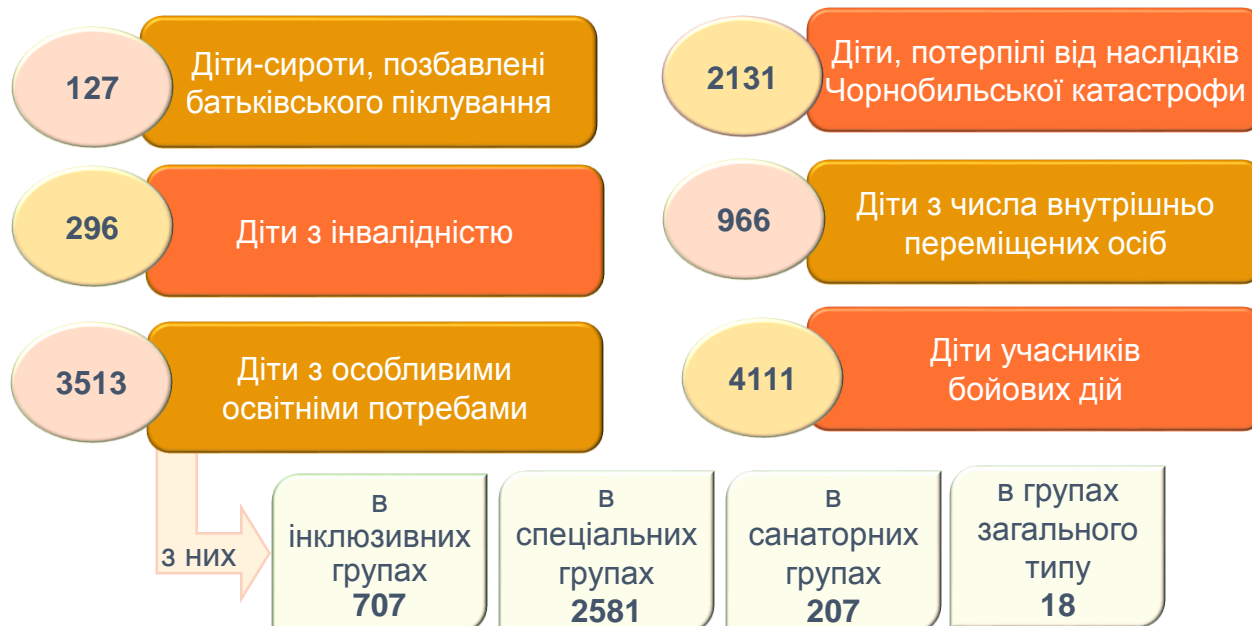 127
Діти-сироти, позбавлені
батьківського піклування
2131
Діти, потерпілі від наслідків
Чорнобильської катастрофи
296
Діти з інвалідністю
966
Діти з числа внутрішньо
переміщених осіб
3513
Діти з особливими
освітніми потребами
4111
Діти учасників
бойових дій
з них
в
інклюзивних
групах
707
в
спеціальних
групах
2581
в
санаторних
групах
207
в групах
загального
типу
18